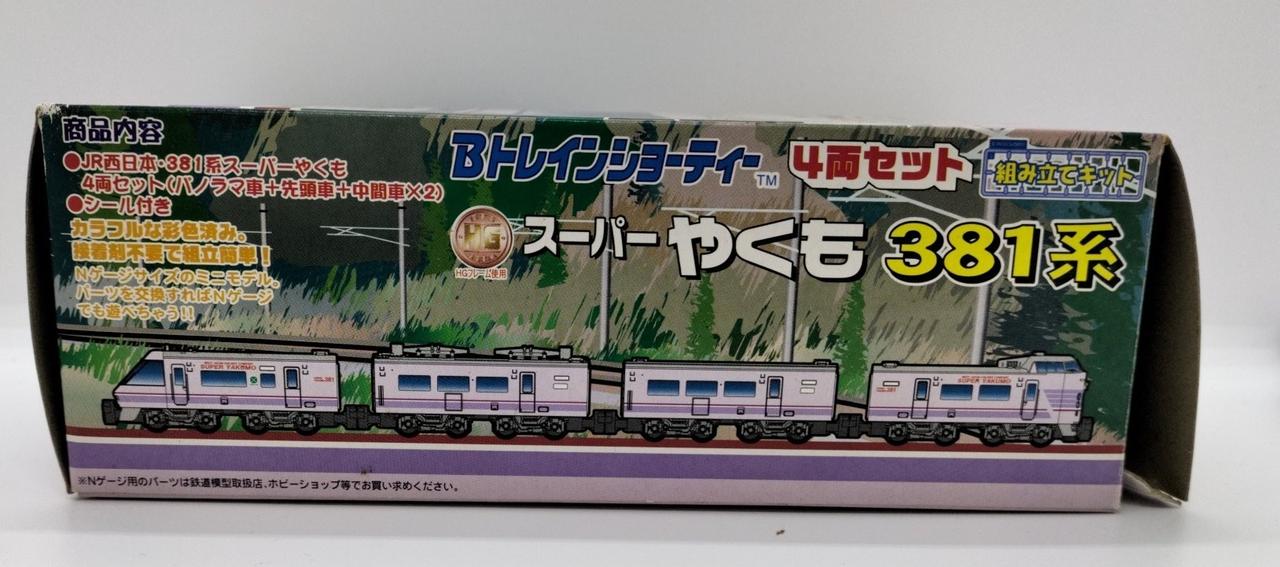 商品内容
●JR西日本・381系スーパーやくも
4両セット(パノラマ車＋先頭車＋中間車×2)
●シール付き
カラフルな彩色済み。
接着剤不要で組立簡単！
Nゲージサイズのミニモデル。
パーツを交換すればNゲージ
でも遊べちゃう!!
Bトレインショーティー TM
4両セット
組み立てキット
HG
HGフレーム使用
スーパーやくも 381系
SUPER YAKUMO
SUPER YAKUMO
※Nゲージ用のパーツは鉄道模型取扱店、ホビーショップ等でお買い求めください。